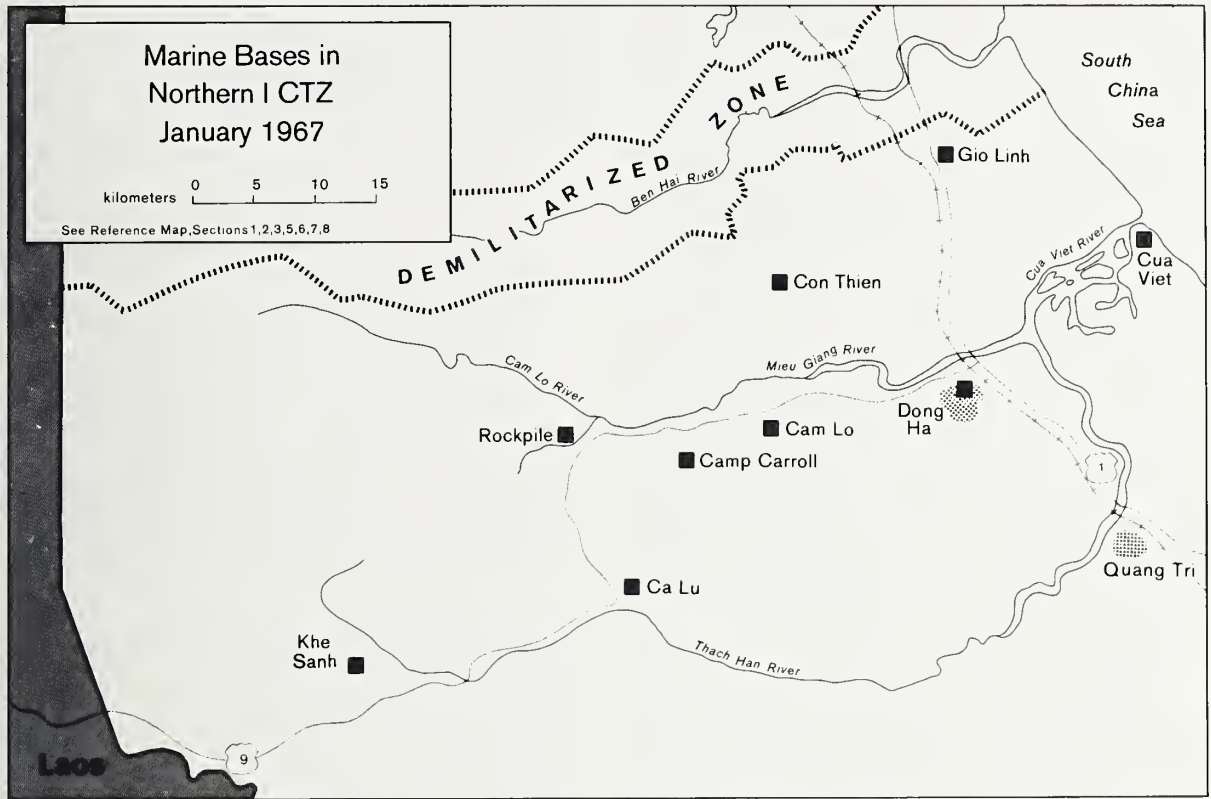 Marine Bases in
Northern I CTZ
January 1967
kilometers 0 5 10 15
See Reference Map,Sections 1,2,3,5,6,7,8
South
China
Sea
DEMILITARIZED ZONE
Ben Hai River
Gio Linh
Cua Viet River
Cua
Viet
Con Thien
Mieu Giang River
Cam Lo River
Dong
Ha
Rockpile
Cam Lo
Camp Carroll
1
Quang Tri
Ca Lu
Khe
Sanh
Thach Han River
9
Laos